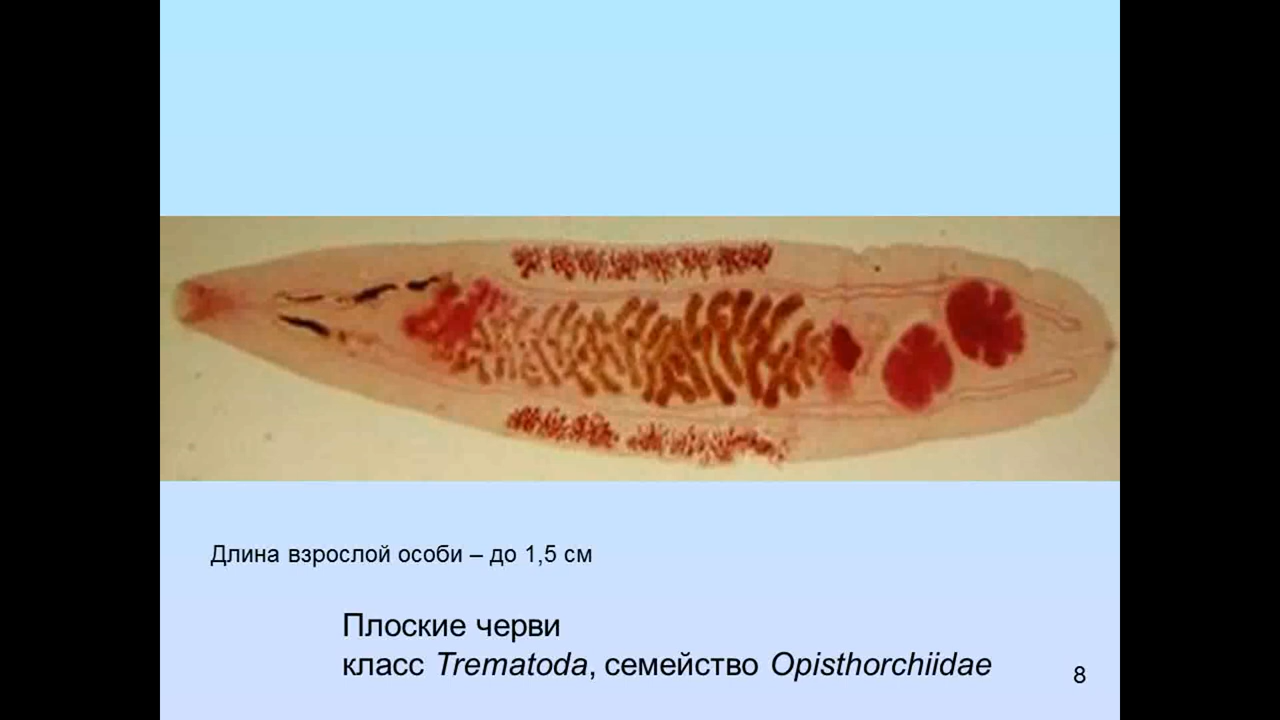 Длина взрослой особи – до 1,5 см
Плоские черви
класс Trematoda, семейство Opisthorchiidae
8